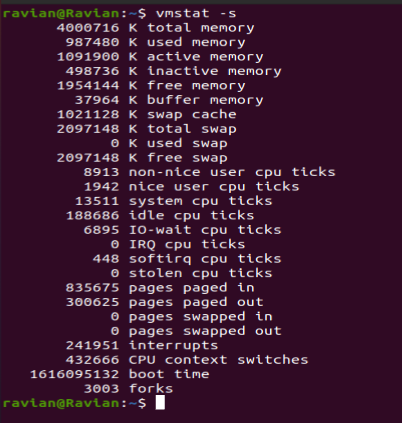 ravian@Ravian:~$ vmstat -s
4000716 K total memory
987480 K used memory
1091900 K active memory
498736 K inactive memory
1954144 K free memory
37964 K buffer memory
1021128 K swap cache
2097148 K total swap
0 K used swap
2097148 K free swap
8913 non-nice user cpu ticks
1942 nice user cpu ticks
13511 system cpu ticks
188686 idle cpu ticks
6895 IO-wait cpu ticks
0 IRQ cpu ticks
448 softirq cpu ticks
0 stolen cpu ticks
835675 pages paged in
300625 pages paged out
0 pages swapped in
0 pages swapped out
241951 interrupts
432666 CPU context switches
1616095132 boot time
3003 forks
ravian@Ravian:~$